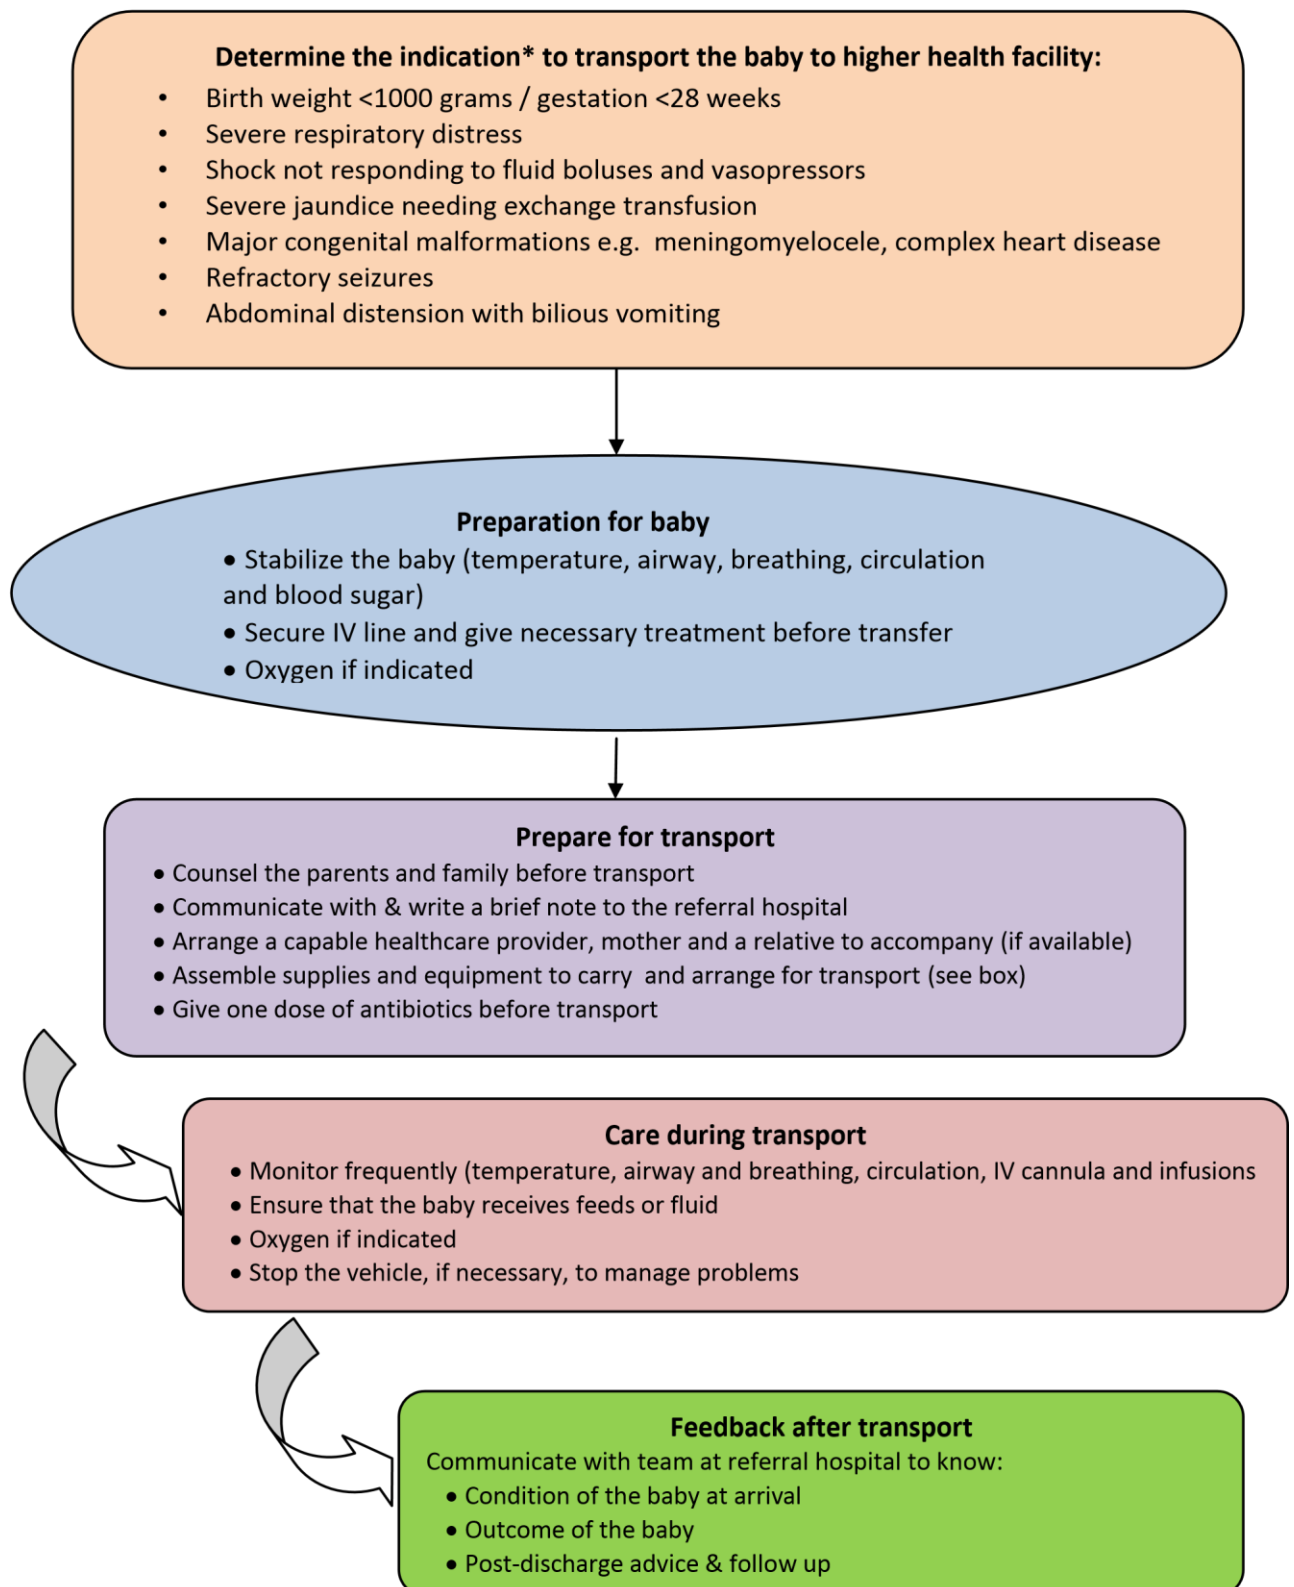 Determine the indication* to transport the baby to higher health facility:
• Birth weight <1000 grams / gestation <28 weeks
• Severe respiratory distress
• Shock not responding to fluid boluses and vasopressors
• Severe jaundice needing exchange transfusion
• Major congenital malformations e.g. meningomyelocele, complex heart disease
• Refractory seizures
• Abdominal distension with bilious vomiting
Preparation for baby
• Stabilize the baby (temperature, airway, breathing, circulation
and blood sugar)
• Secure IV line and give necessary treatment before transfer
• Oxygen if indicated
Prepare for transport
• Counsel the parents and family before transport
• Communicate with & write a brief note to the referral hospital
• Arrange a capable healthcare provider, mother and a relative to accompany (if available)
• Assemble supplies and equipment to carry and arrange for transport (see box)
• Give one dose of antibiotics before transport
Care during transport
• Monitor frequently (temperature, airway and breathing, circulation, IV cannula and infusions
• Ensure that the baby receives feeds or fluid
• Oxygen if indicated
• Stop the vehicle, if necessary, to manage problems
Feedback after transport
Communicate with team at referral hospital to know:
• Condition of the baby at arrival
• Outcome of the baby
• Post-discharge advice & follow up